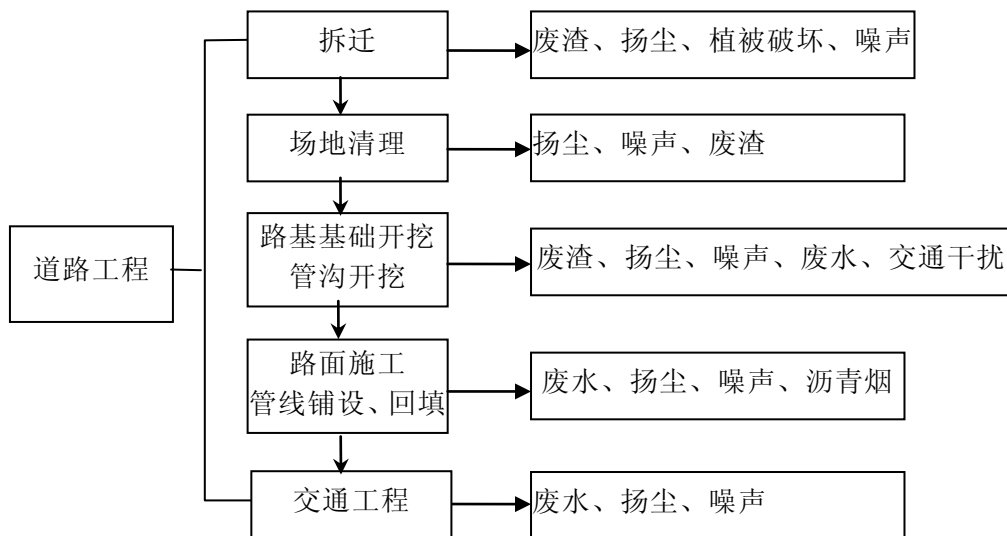 拆迁
废渣、扬尘、植被破坏、噪声
场地清理
扬尘、噪声、废渣
道路工程
路基基础开挖
管沟开挖
废渣、扬尘、噪声、废水、交通干扰
路面施工
管线铺设、回填
废水、扬尘、噪声、沥青烟
交通工程
废水、扬尘、噪声